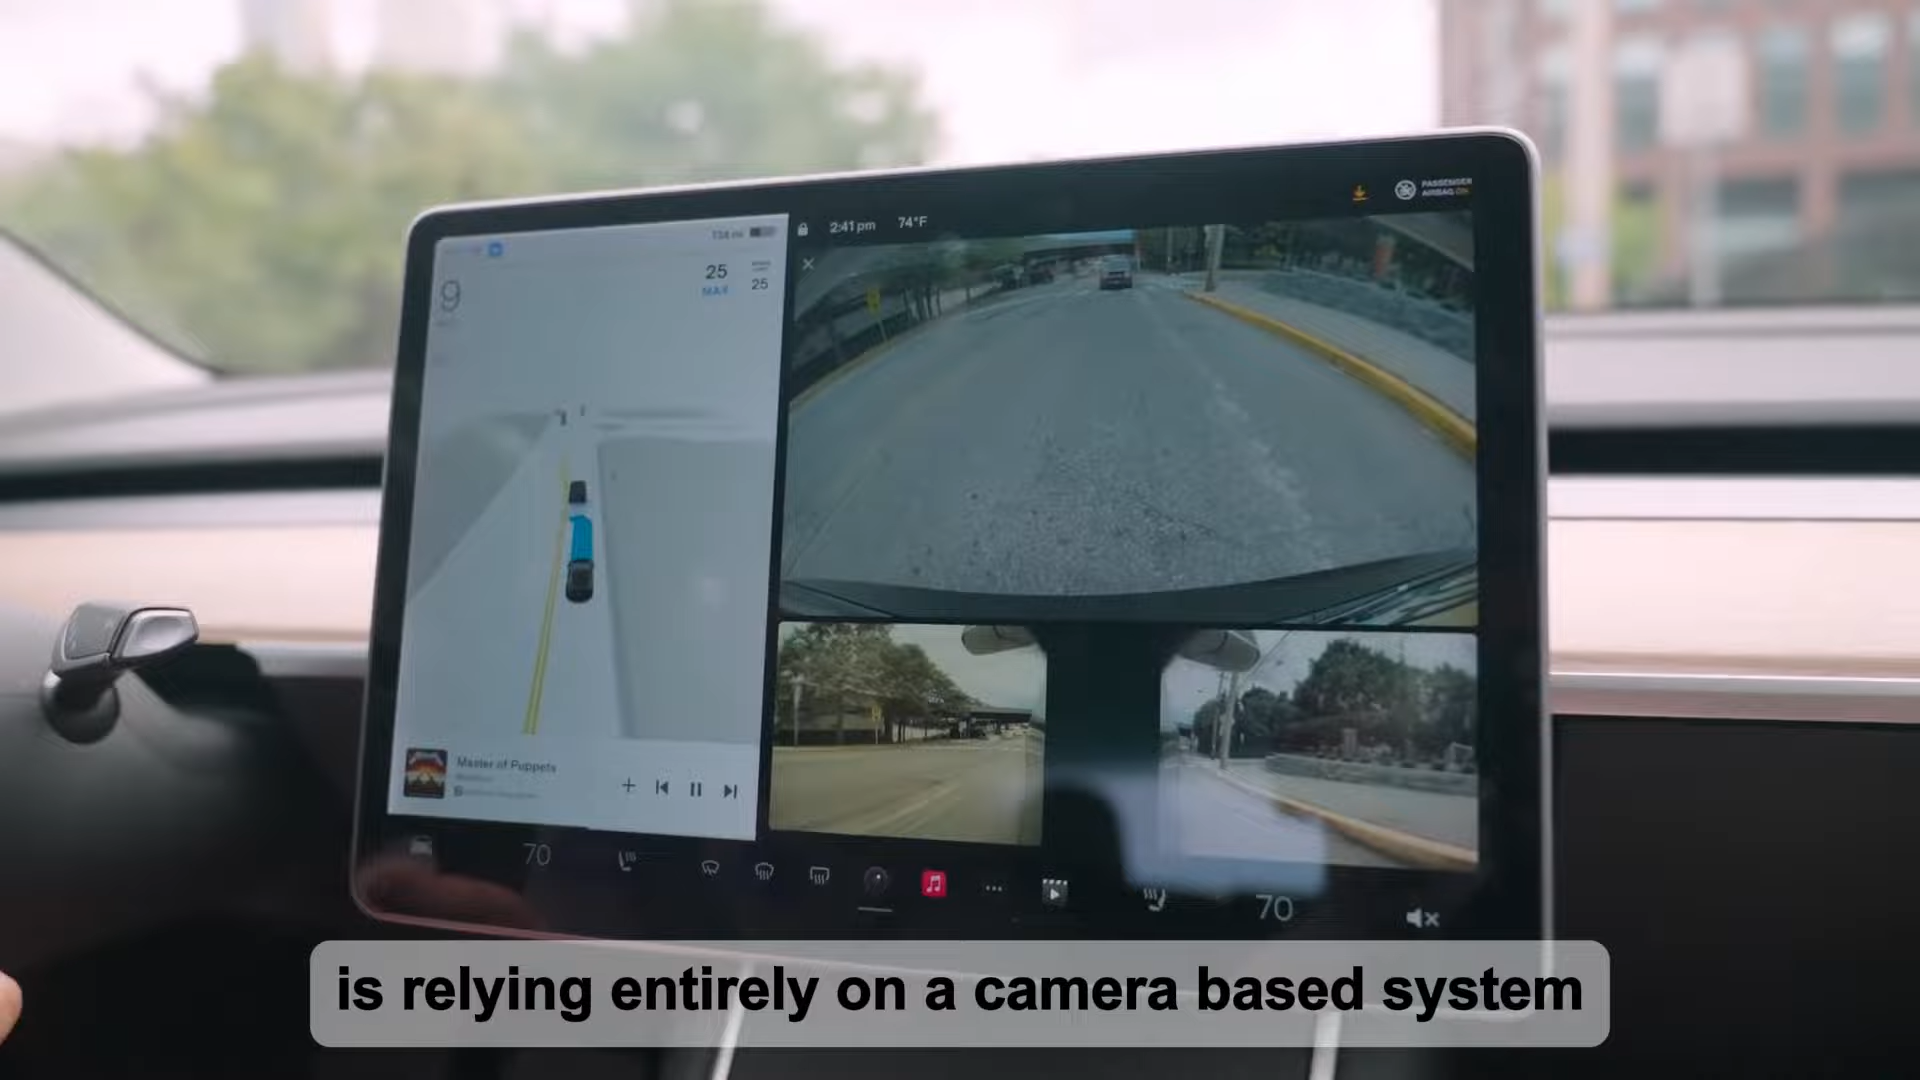 2:41 pm 74°F
PASSENGER
AIRBAG ON
9
25
MAX
25
Master of Puppets
70
70
is relying entirely on a camera based system